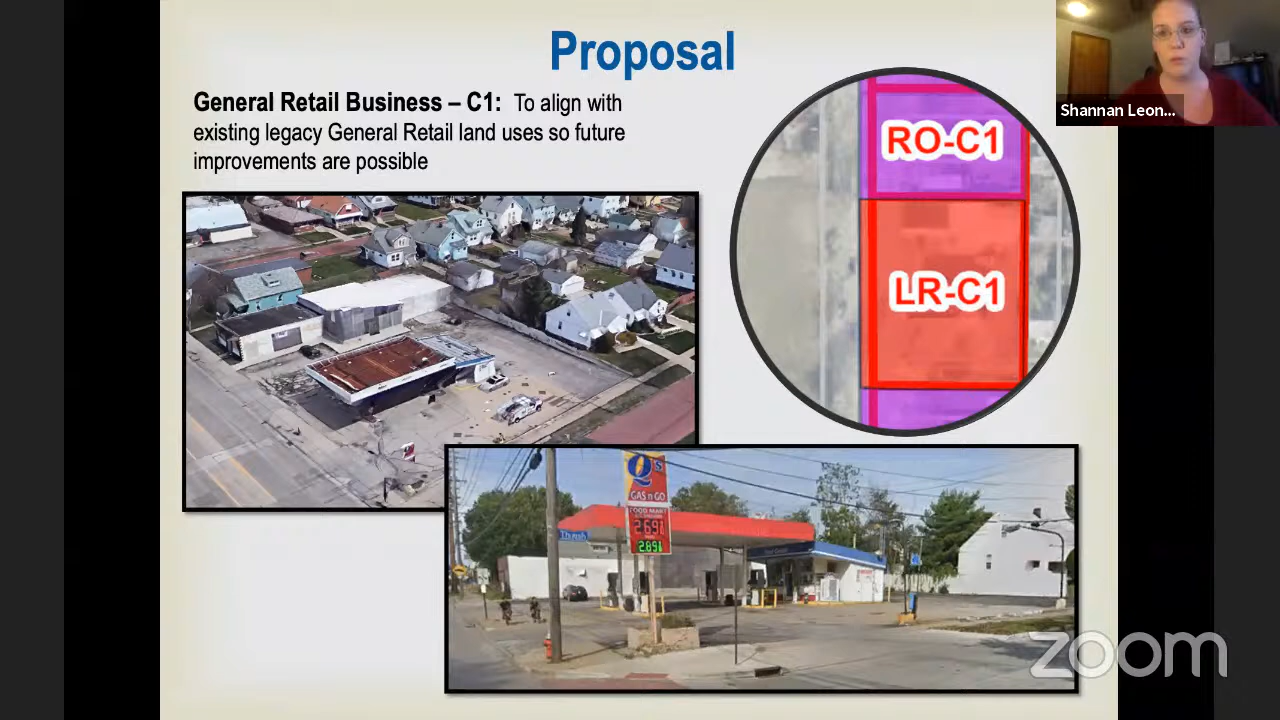 Proposal
General Retail Business – C1: To align with
existing legacy General Retail land uses so future
improvements are possible
RO-C1
LR-C1
Shannan Leon...
Q
GAS n GO
FOOD MART
2.69
2.89
zoom